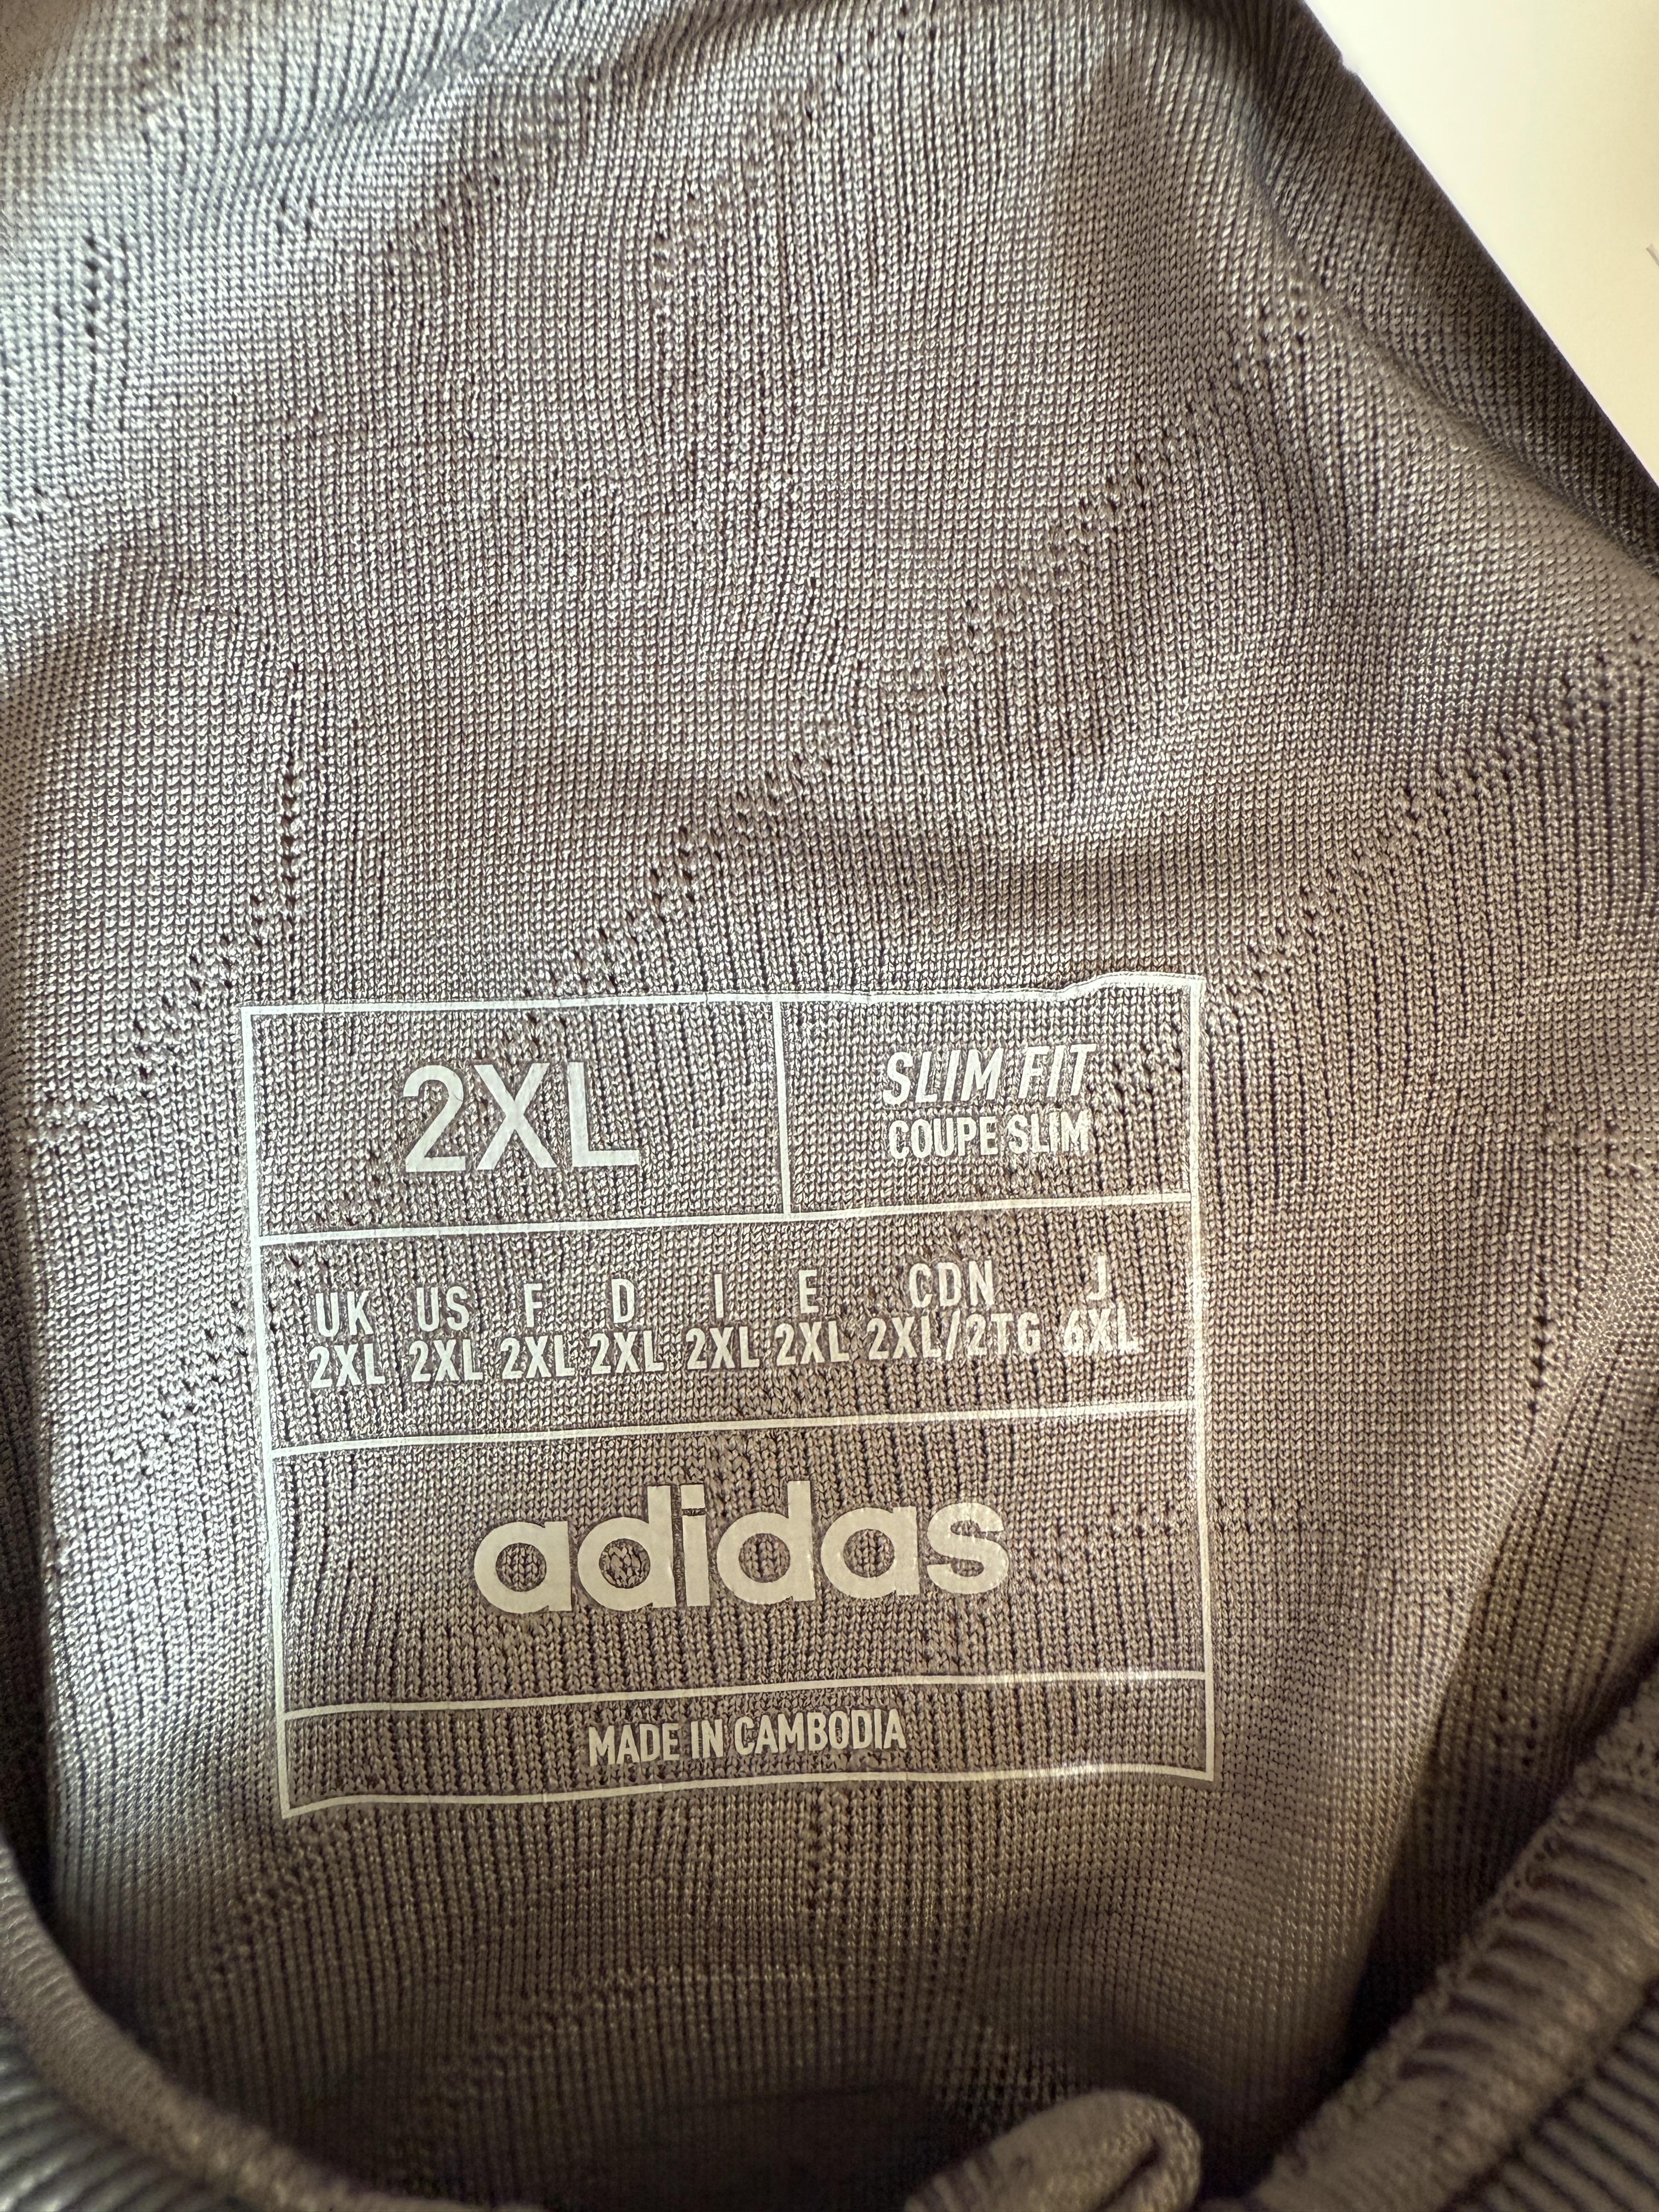 2XL
SLIM FIT
COUPE SLIM
UK US F D I E CDN J
2XL 2XL 2XL 2XL 2XL 2XL 2XL/2TG 6XL
adidas
MADE IN CAMBODIA